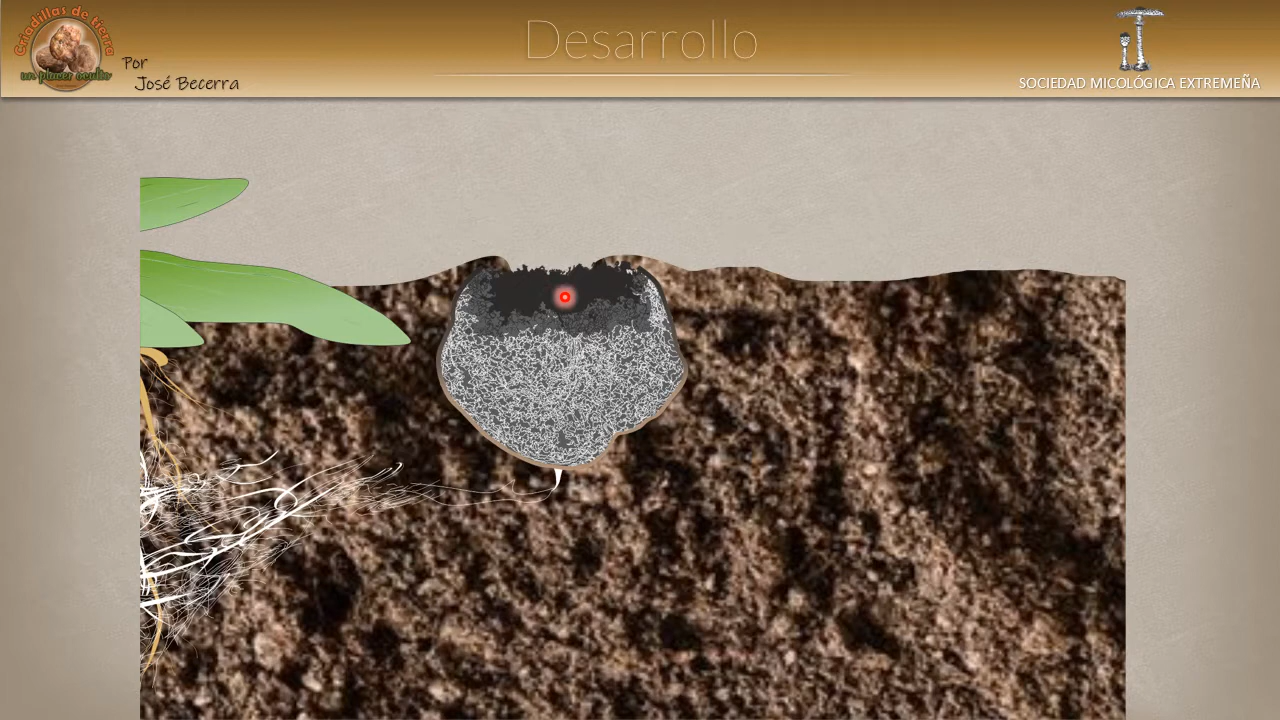 Criadillas de tierra
un placer oculto
Por
José Becerra
Desarrollo
SOCIEDAD MICOLÓGICA EXTREMEÑA